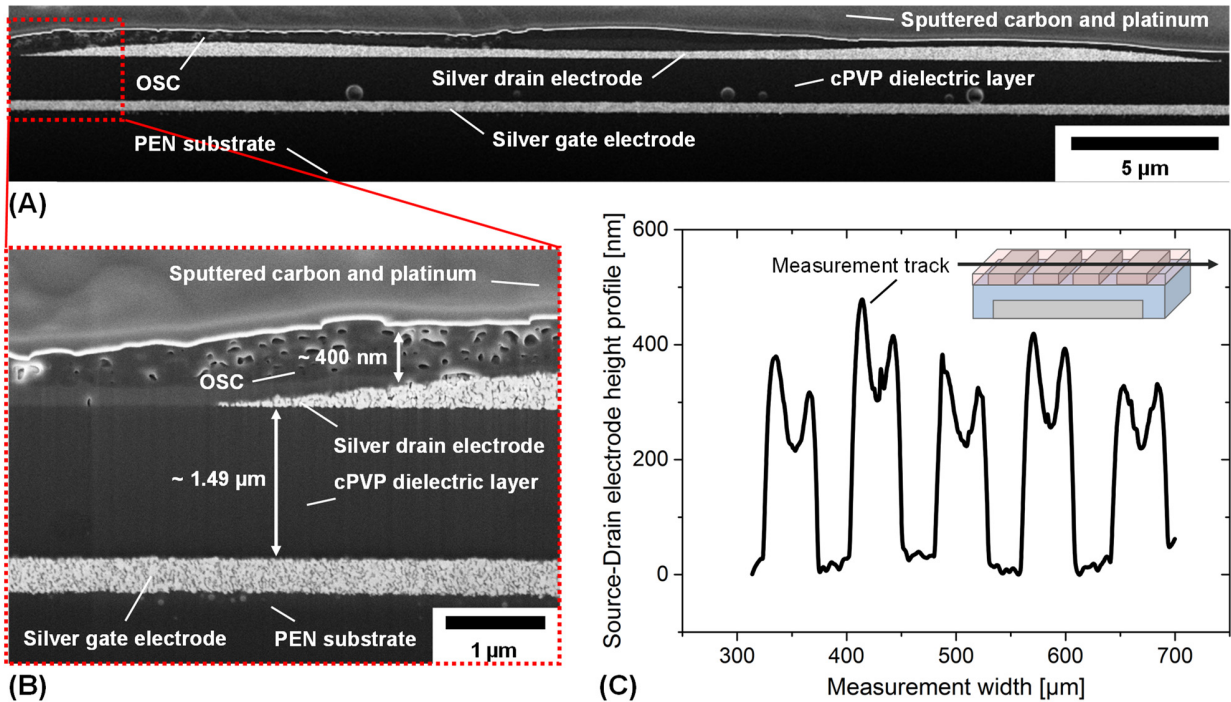 Sputtered carbon and platinum
OSC
Silver drain electrode
cPVP dielectric layer
PEN substrate
Silver gate electrode
5 µm
(A)
Sputtered carbon and platinum
~ 400 nm
OSC
Silver drain electrode
~ 1.49 µm
cPVP dielectric layer
Silver gate electrode
PEN substrate
1 µm
(B)
Source-Drain electrode height profile [nm]
600
400
200
0
Measurement track
300
400
500
600
700
Measurement width [µm]
(C)